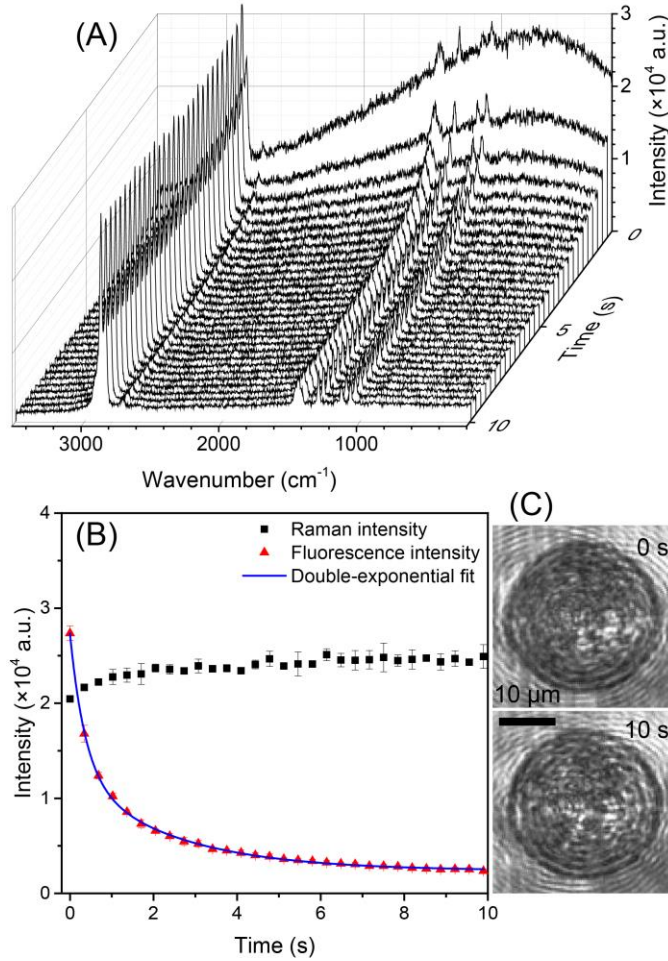 (A)
3
2
1
0
Intensity (×10⁴ a.u.)
0
5
10
Time (s)
3000 2000 1000
Wavenumber (cm⁻¹)
(B)
4
3
2
1
0
Intensity (×10⁴ a.u.)
Raman intensity
Fluorescence intensity
Double-exponential fit
0 2 4 6 8 10
Time (s)
(C)
0 s
10 µm
10 s